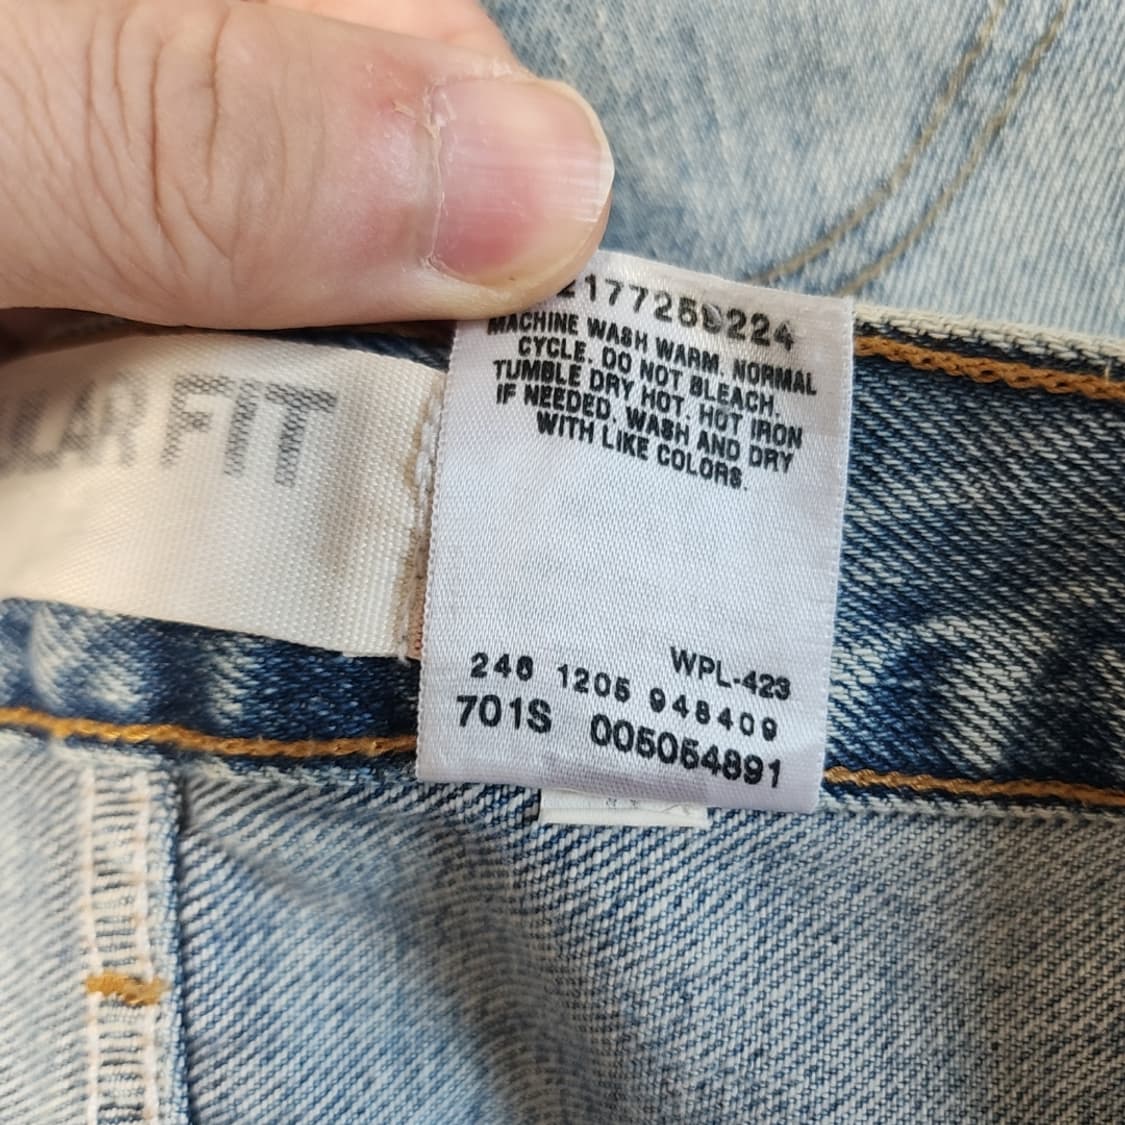 FIT
MACHINE WASH WARM, NORMAL
CYCLE. DO NOT BLEACH.
TUMBLE DRY HOT. HOT IRON
IF NEEDED. WASH AND DRY
WITH LIKE COLORS.
WPL-423
246 1205 948409
701S 005054891